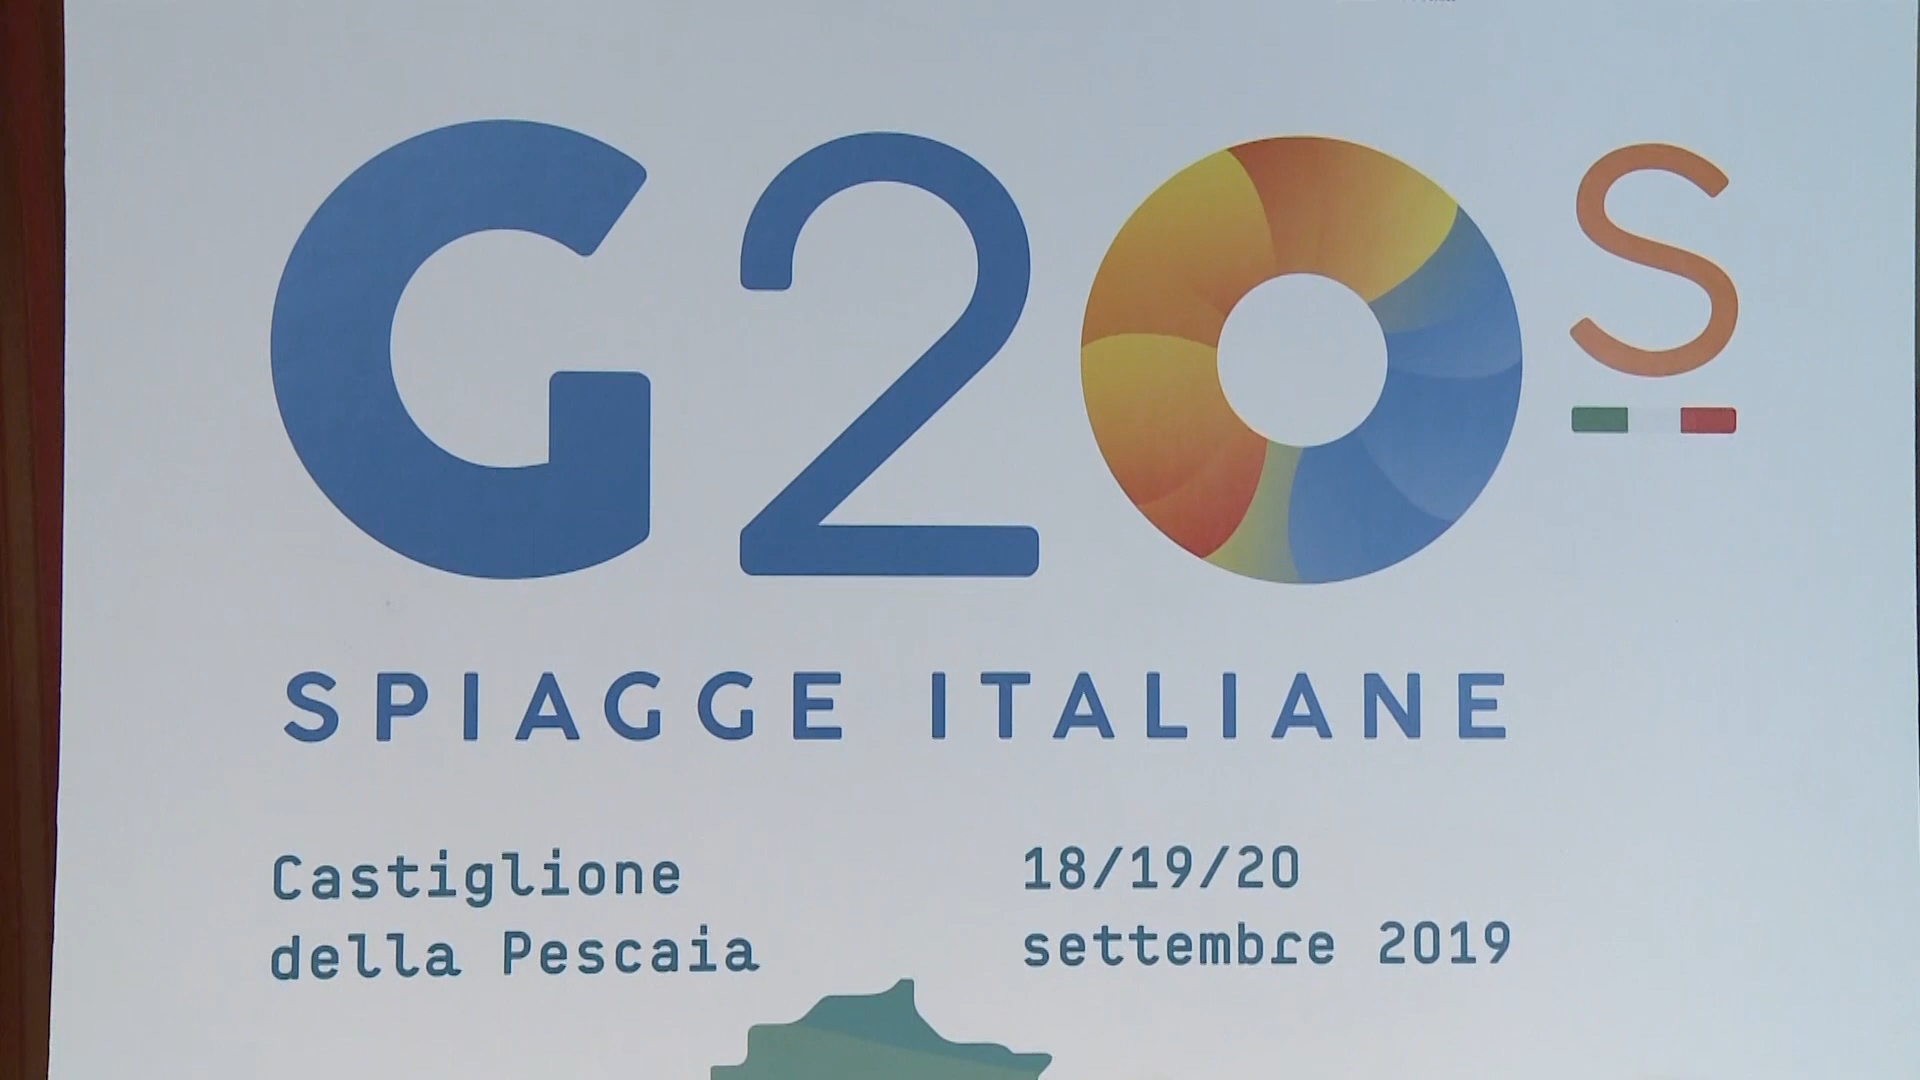 G20S
SPIAGGE ITALIANE
Castiglione
della Pescaia
18/19/20
settembre 2019